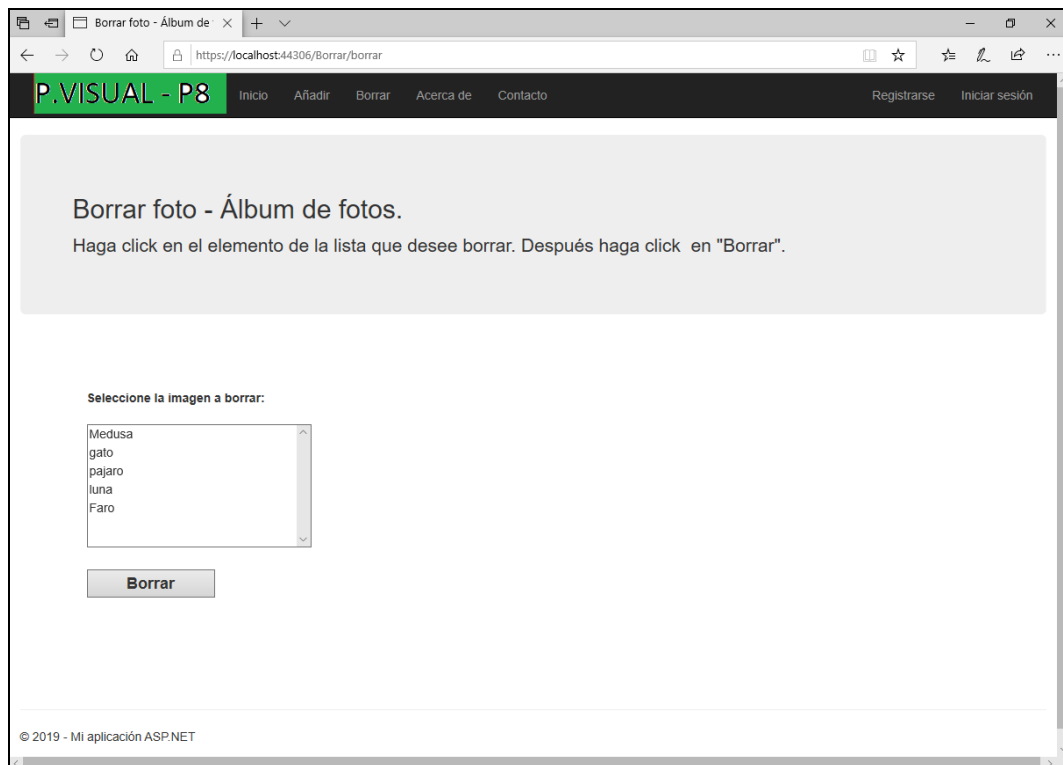 Borrar foto - Álbum de
https://localhost:44306/Borrar/borrar
P.VISUAL - P8 Inicio Añadir Borrar Acerca de Contacto Registrarse Iniciar sesión
Borrar foto - Álbum de fotos.
Haga click en el elemento de la lista que desee borrar. Después haga click en "Borrar".
Seleccione la imagen a borrar:
Medusa
gato
pajaro
luna
Faro
Borrar
© 2019 - Mi aplicación ASP.NET